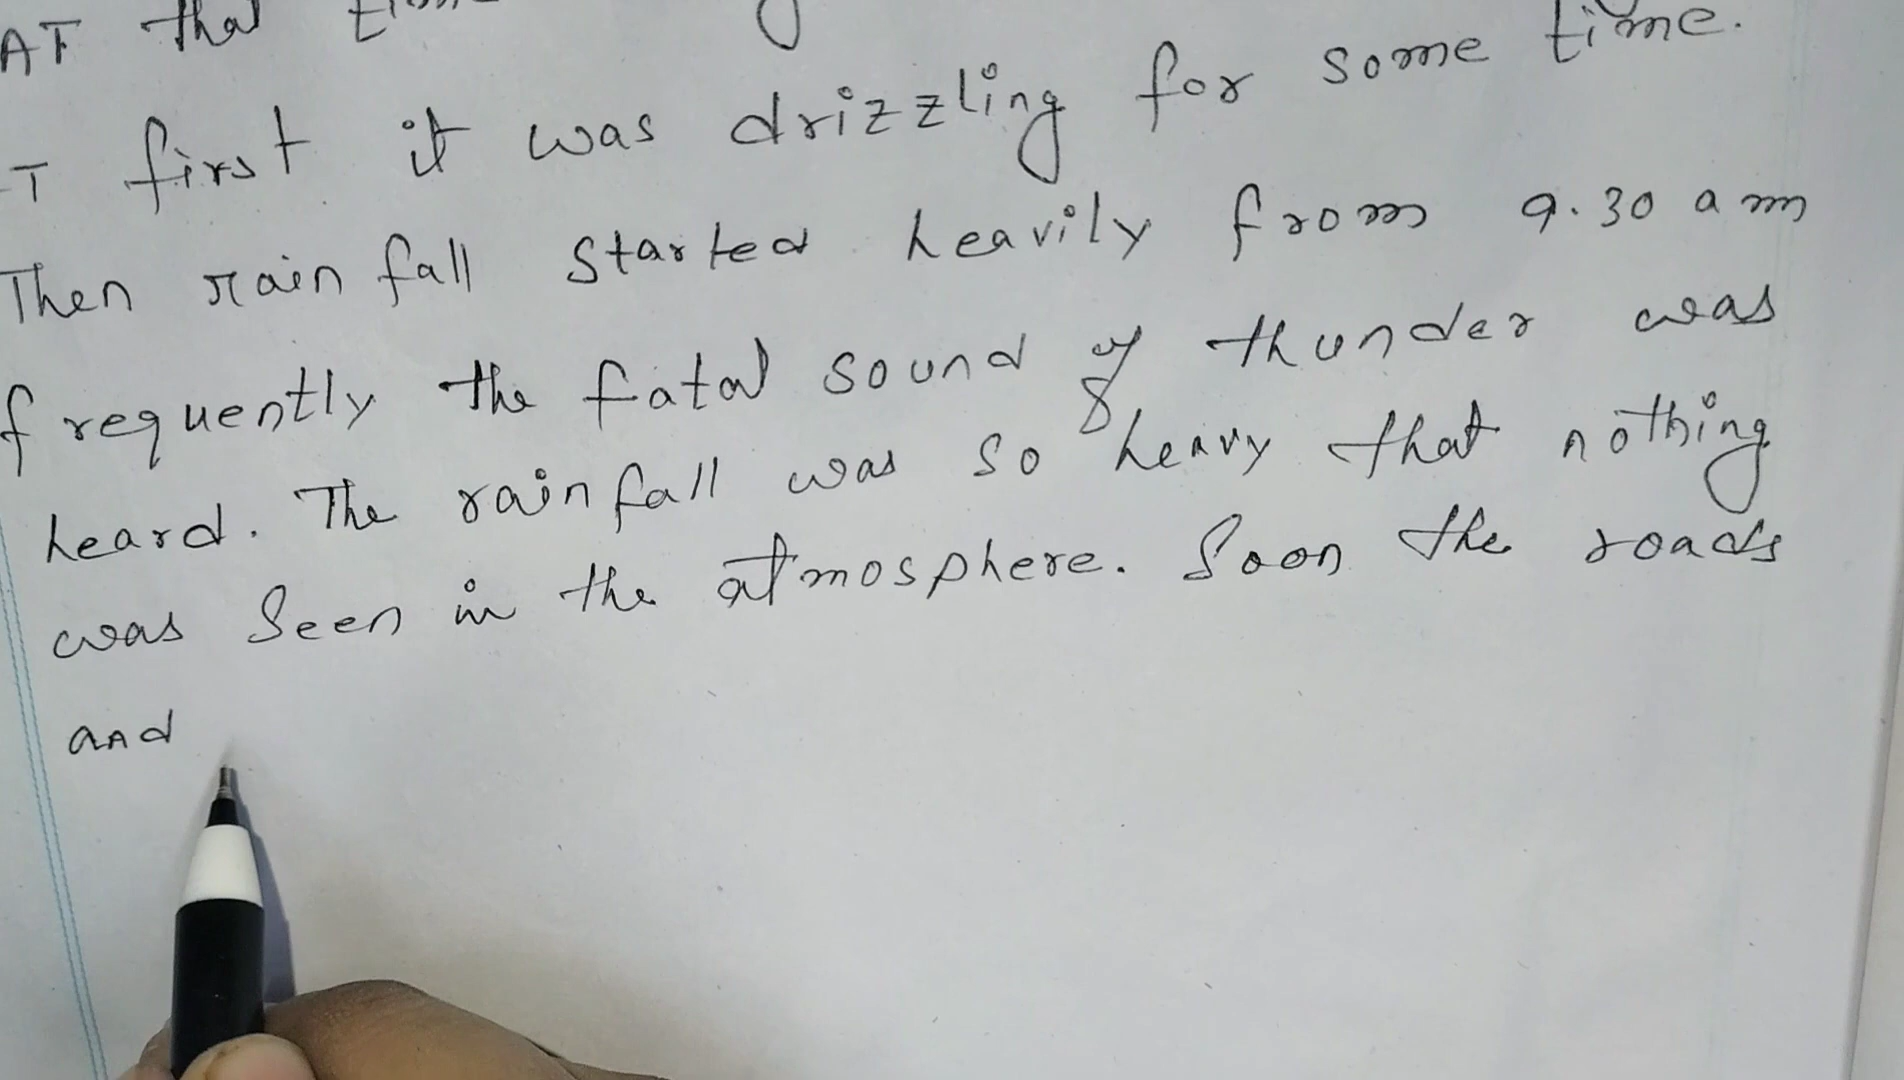 AT that time
T first it was drizzling for some time.
Then rain fall started heavily from 9.30 am
frequently the fatal sound of thunder was
heard. The rainfall was so heavy that nothing
was seen in the atmosphere. Soon the roads
and